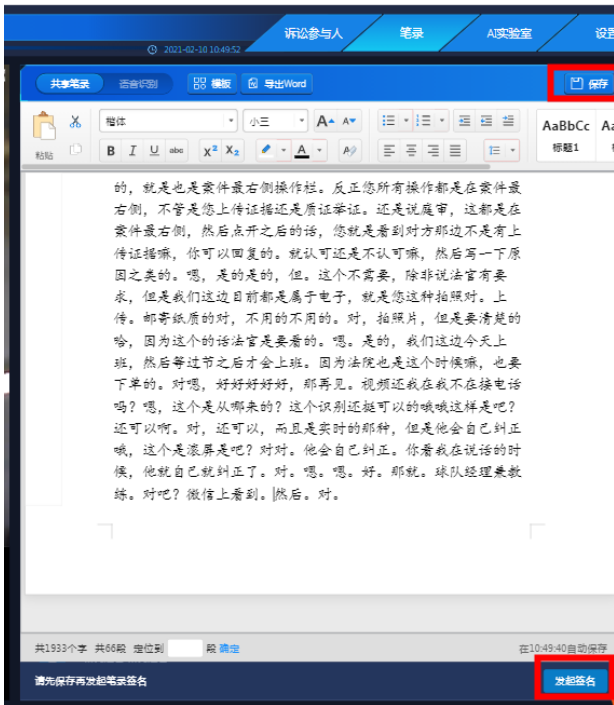 诉讼参与人 笔录 AI实验室 设置
2021-02-10 10:49:52
共享笔录 语音识别 模板 导出Word 保存
楷体 小三 A A
AaBbCc Aa
粘贴 B I U abc X² X₂ A 标题1
的，就是也是案件最右侧操作栏。反正您所有操作都是在案件最
右侧，不管是您上传证据还是质证举证。还是说庭审，这都是在
案件最右侧，然后点开之后的话，您就是看到对方那边不是有上
传证据嘛，你可以回复的。就认可还是不认可嘛，然后写一下原
因之类的。嗯，是的是的，但。这个不需要，除非说法官有要
求，但是我们这边目前都是属于电子，就是您这种拍照对。上
传。邮寄纸质的对，不用的不用的。对，拍照片，但是要清楚的
哈，因为这个的话法官是要看的。嗯。是的，我们这边今天上
班，然后等过节之后才会上班。因为法院也是这个时候嘛，也要
下单的。对嗯，好好好好好，那再见。视频还我在我不在接电话
吗？嗯，这个是从哪来的？这个识别还挺可以的哦哦这样是吧？
还可以啊。对，还可以，而且是实时的那种，但是他会自己纠正
哦，这个是滚屏是吧？对对。他会自己纠正。你看我在说话的时
候，他就自己就纠正了。对。嗯。嗯。好。那就。球队经理兼教
练。对吧？微信上看到。然后。对。
共1933个字 共66段 定位到 段 确定 在10:49:40自动保存
请先保存再发起笔录签名 发起签名